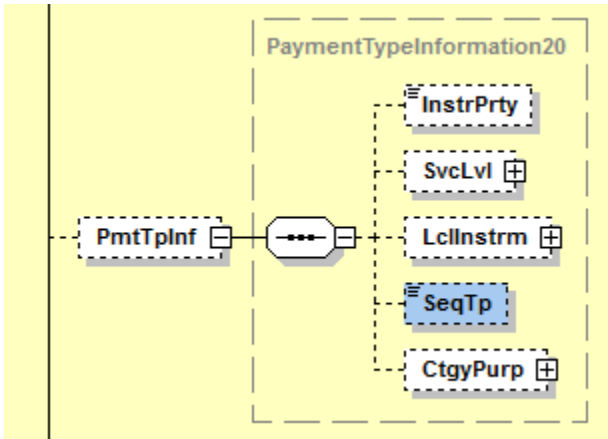 PaymentTypeInformation20
InstrPrty
SvcLvl
PmtTpInf
LclInstrm
SeqTp
CtgyPurp